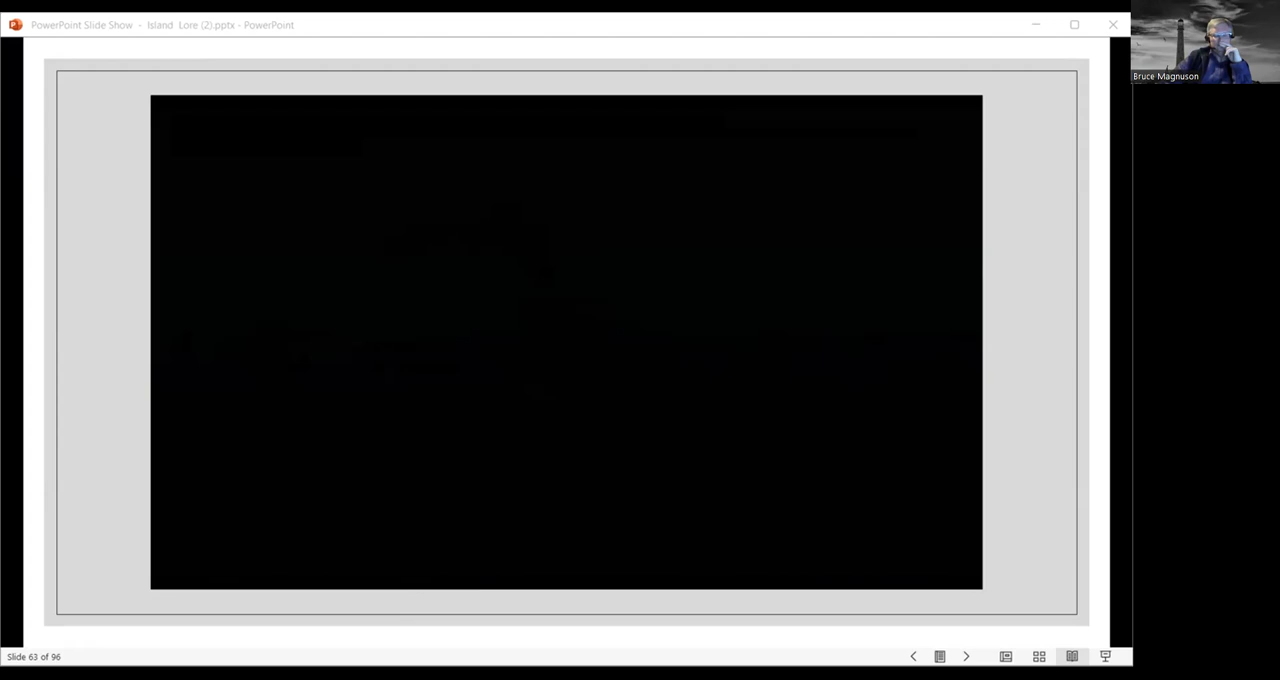 PowerPoint Slide Show - Island Lore (2).pptx - PowerPoint
Bruce Magnuson
Slide 63 of 96